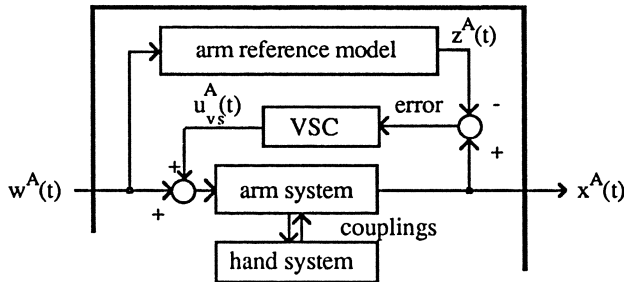 arm reference model
z^A(t)
u^A_vs(t)
error
-
VSC
+
+
w^A(t)
+
arm system
x^A(t)
couplings
hand system